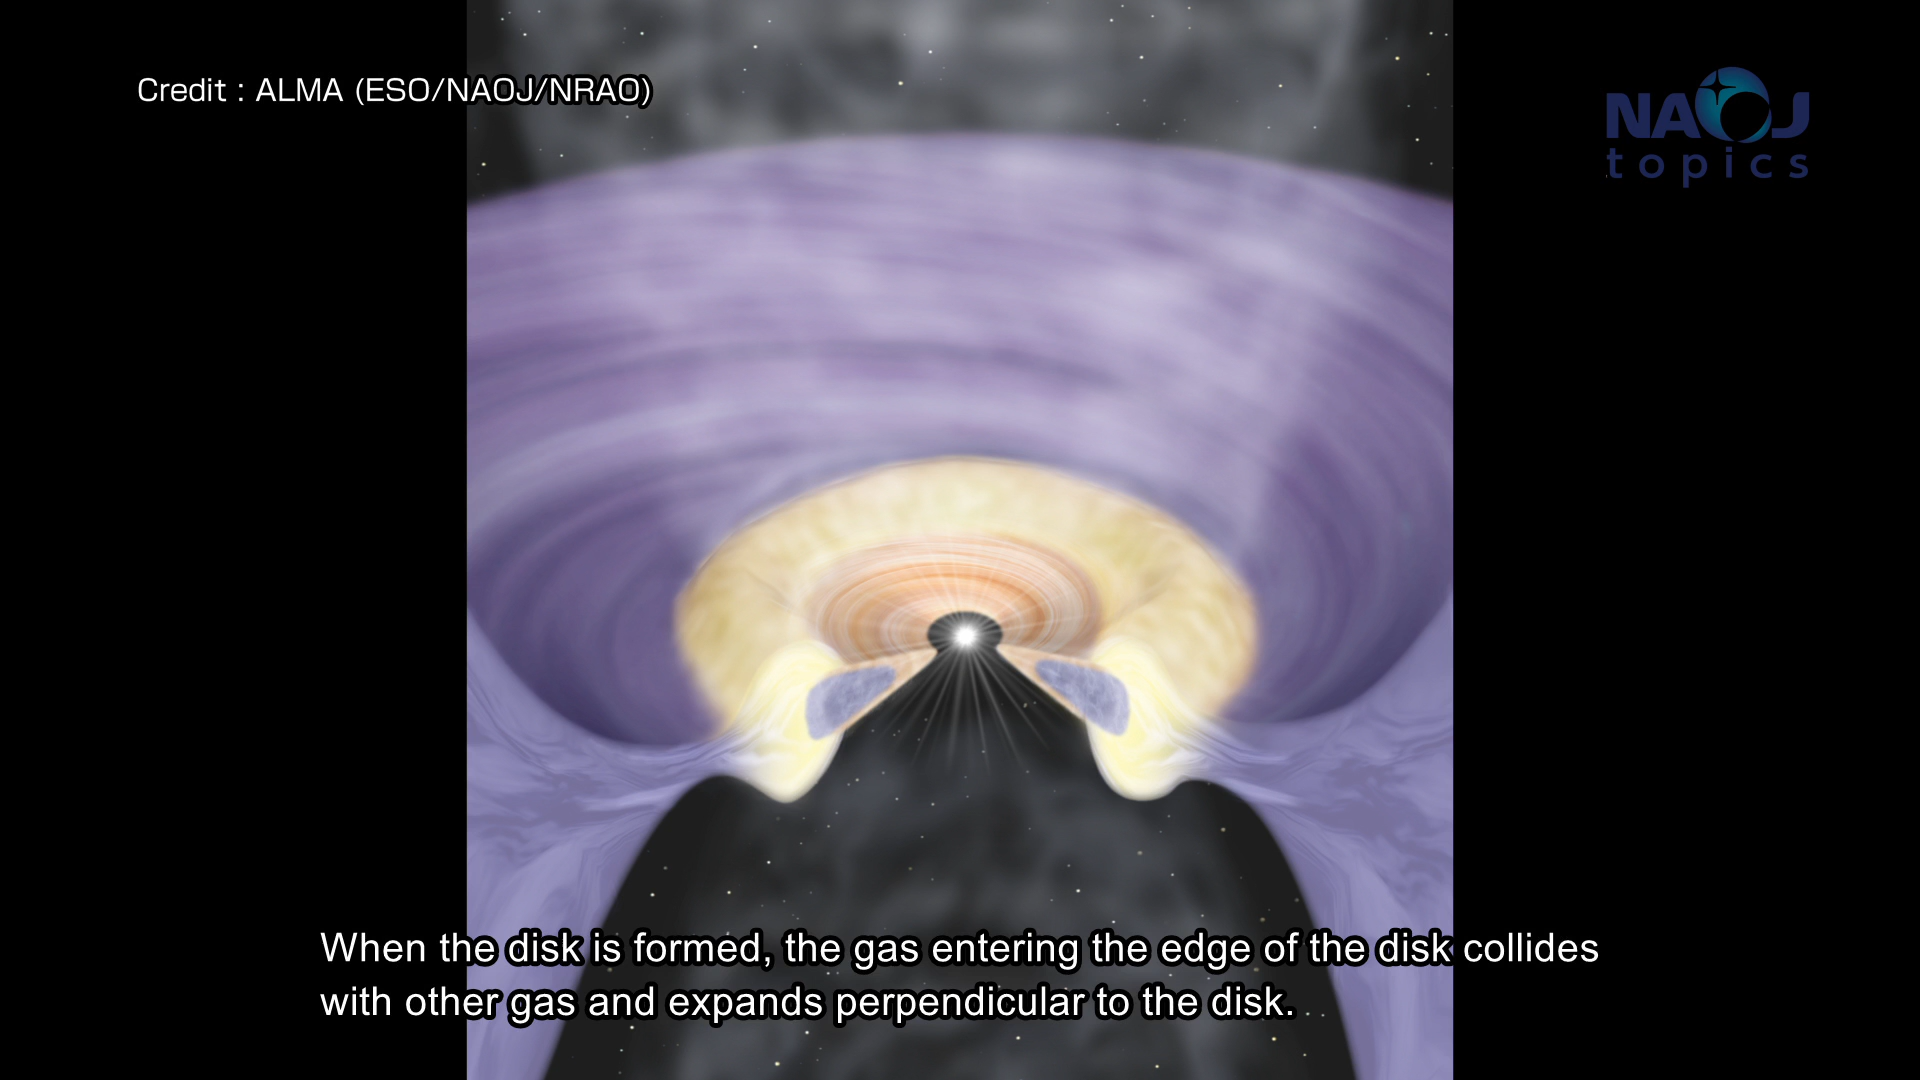 Credit : ALMA (ESO/NAOJ/NRAO)
NAOJ
topics
When the disk is formed, the gas entering the edge of the disk collides
with other gas and expands perpendicular to the disk.